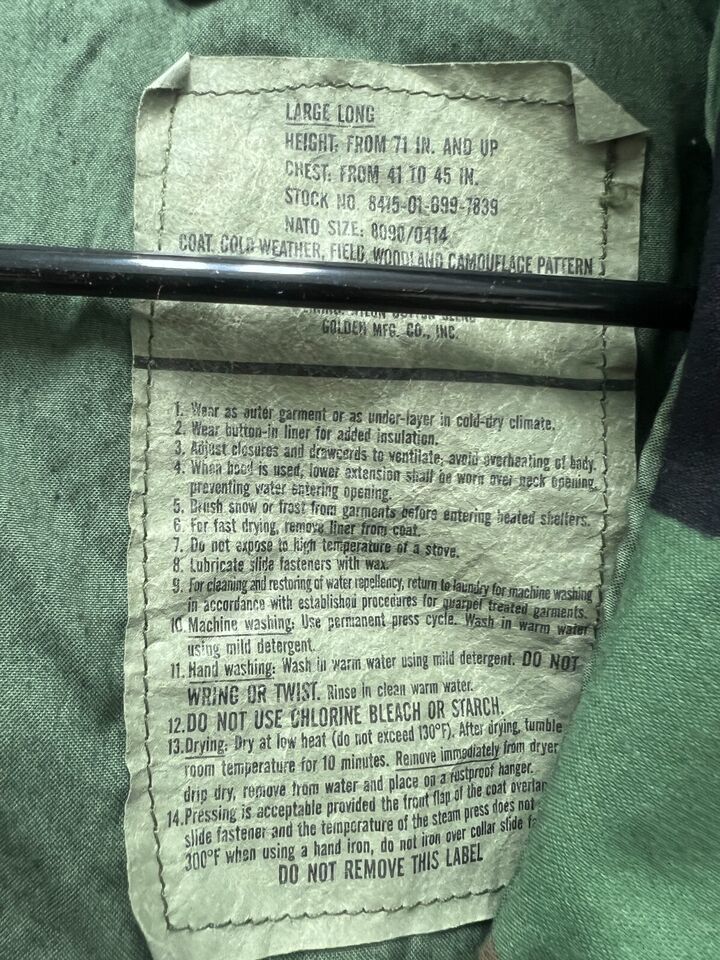 LARGE LONG
HEIGHT: FROM 71 IN. AND UP
CHEST: FROM 41 TO 45 IN.
STOCK NO. 8415-01-099-7839
NATO SIZE: 8090/0414
COAT, COLD WEATHER, FIELD, WOODLAND CAMOUFLAGE PATTERN
GOLDEN MFG. CO., INC.
1. Wear as outer garment or as under-layer in cold-dry climate.
2. Wear button-in liner for added insulation.
3. Adjust closures and drawcords to ventilate, avoid overheating of body.
4. When hood is used, lower extension shall be worn over neck opening,
preventing water entering opening.
5. Brush snow or frost from garments before entering heated shelters.
6. For fast drying, remove liner from coat.
7. Do not expose to high temperature of a stove.
8. Lubricate slide fasteners with wax.
9. For cleaning and restoring of water repellency, return to laundry for machine washing
in accordance with established procedures for quarpel treated garments.
10. Machine washing: Use permanent press cycle. Wash in warm water
using mild detergent.
11. Hand washing: Wash in warm water using mild detergent. DO NOT
WRING OR TWIST. Rinse in clean warm water.
12. DO NOT USE CHLORINE BLEACH OR STARCH.
13. Drying: Dry at low heat (do not exceed 130°F). After drying, tumble
room temperature for 10 minutes. Remove immediately from dryer
drip dry, remove from water and place on a rustproof hanger.
14. Pressing is acceptable provided the front flap of the coat
slide fastener and the temperature of the steam press does not
300°F when using a hand iron, do not iron over collar slide
DO NOT REMOVE THIS LABEL